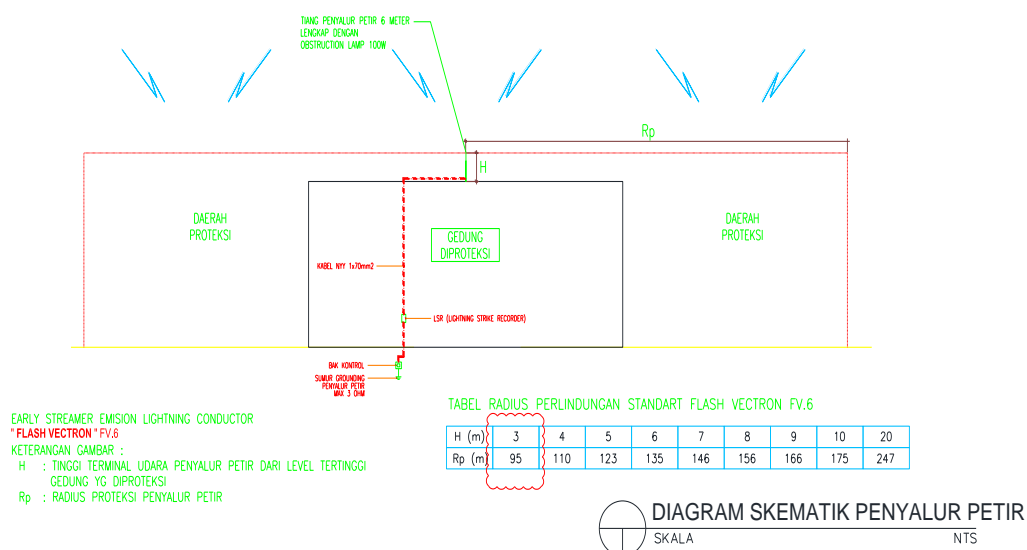 TIANG PENYALUR PETIR 6 METER
LENGKAP DENGAN
OBSTRUCTION LAMP 100W
Rp
H
DAERAH
PROTEKSI
GEDUNG
DIPROTEKSI
DAERAH
PROTEKSI
KABEL NYY 1x70mm2
LSR (LIGHTNING STRIKE RECORDER)
BAK KONTROL
SUMUR GROUNDING
PENYALUR PETIR
MAX 3 OHM
EARLY STREAMER EMISION LIGHTNING CONDUCTOR
"FLASH VECTRON" FV.6
KETERANGAN GAMBAR :
H : TINGGI TERMINAL UDARA PENYALUR PETIR DARI LEVEL TERTINGGI
GEDUNG YG DIPROTEKSI
Rp : RADIUS PROTEKSI PENYALUR PETIR
TABEL RADIUS PERLINDUNGAN STANDART FLASH VECTRON FV.6
H (m) 3 4 5 6 7 8 9 10 20
Rp (m) 95 110 123 135 146 156 166 175 247
DIAGRAM SKEMATIK PENYALUR PETIR
SKALA NTS